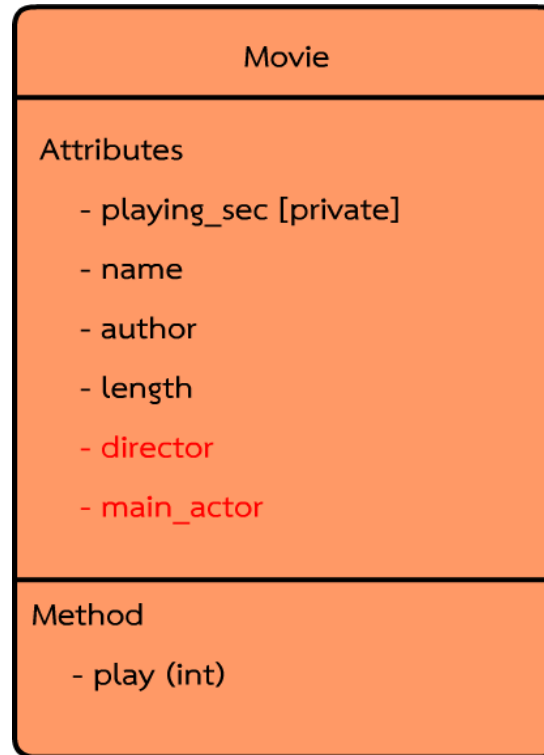 Movie
Attributes
- playing_sec [private]
- name
- author
- length
- director
- main_actor
Method
- play (int)